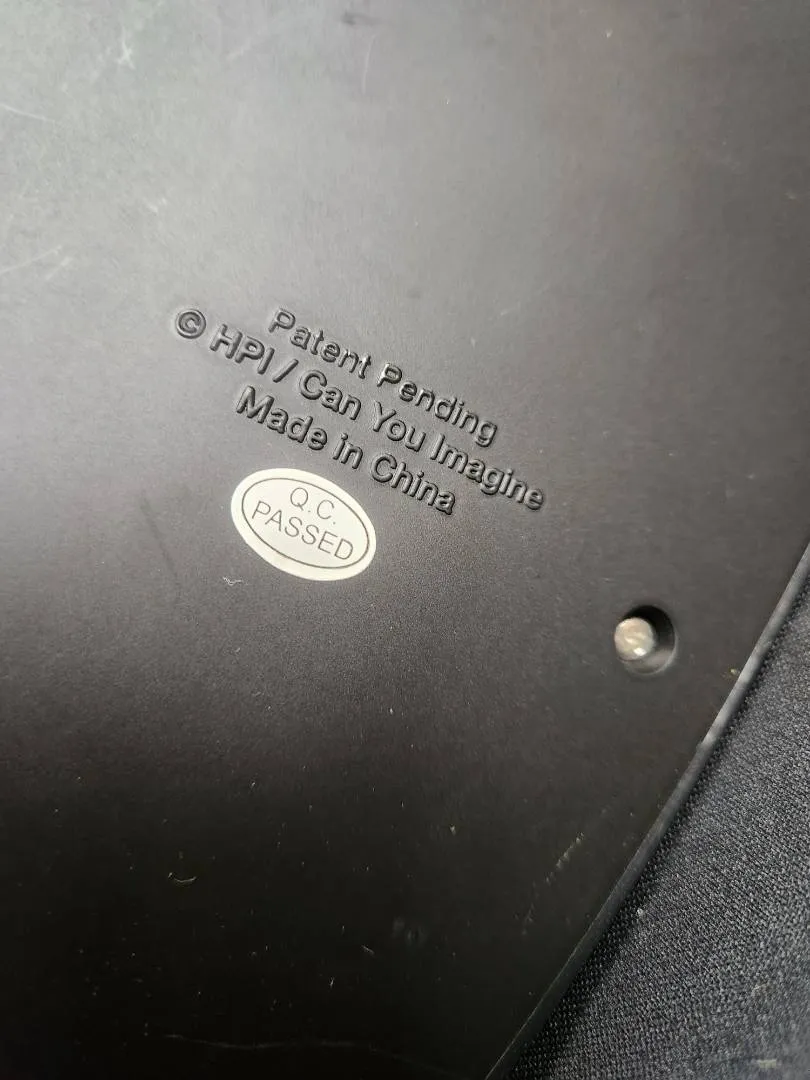 Patent Pending
© HPI / Can You Imagine
Made in China
Q.C.
PASSED